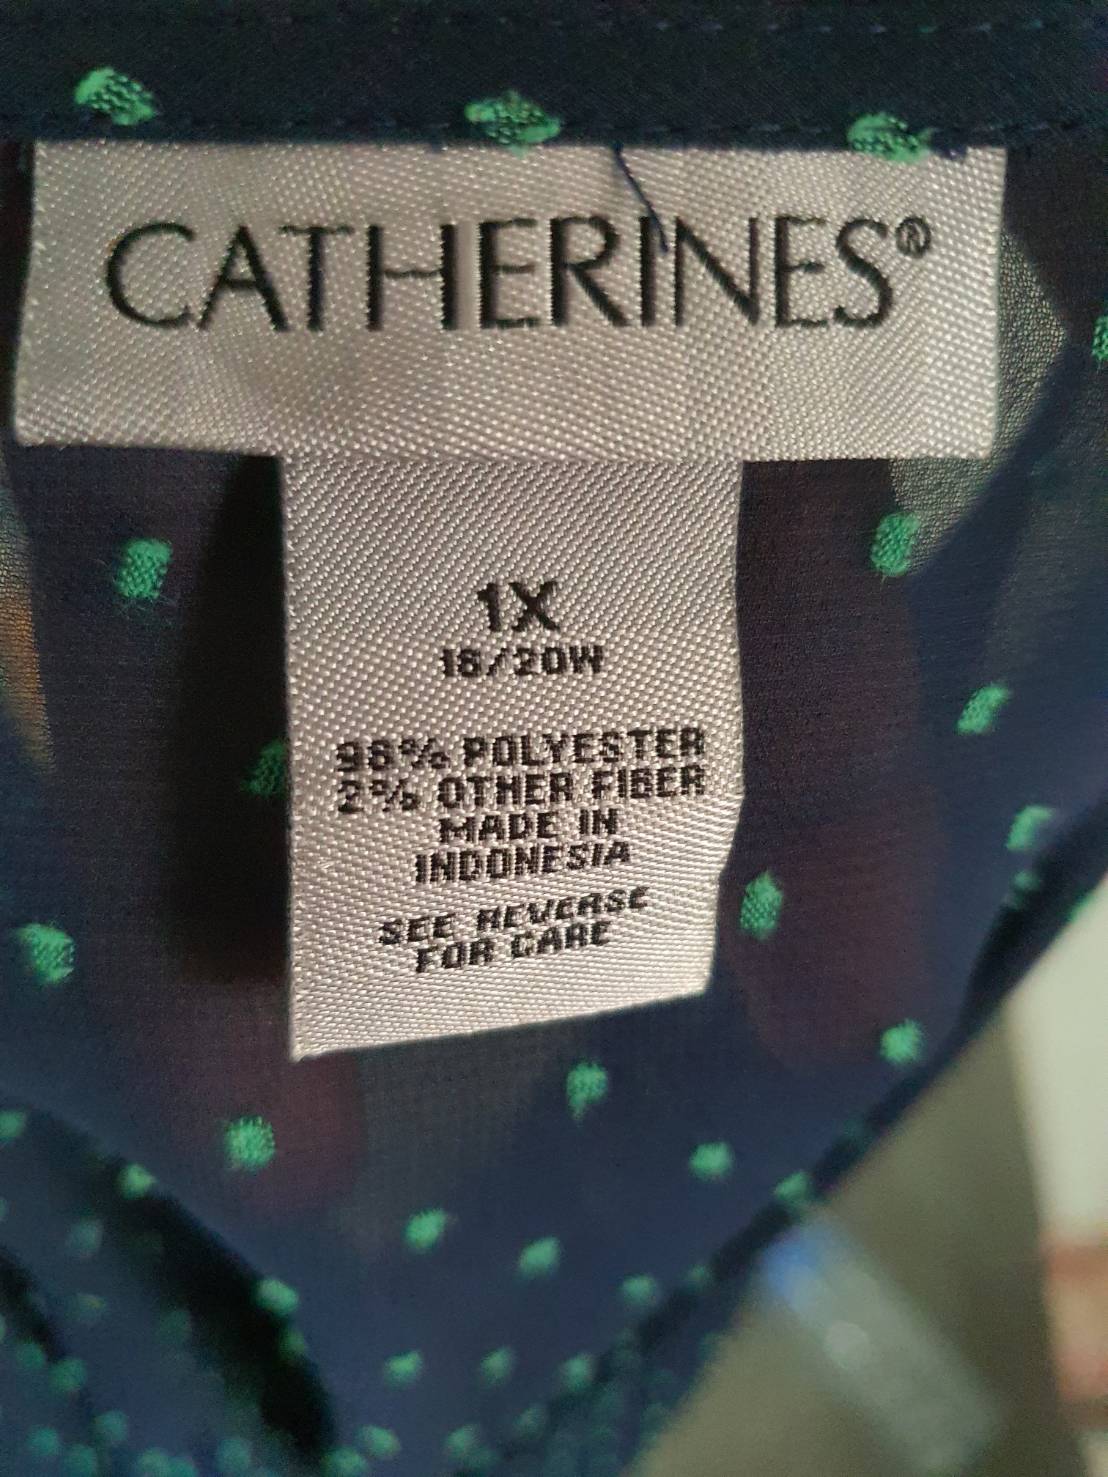 CATHERINES®
1X
18/20W
98% POLYESTER
2% OTHER FIBER
MADE IN
INDONESIA
SEE REVERSE
FOR CARE